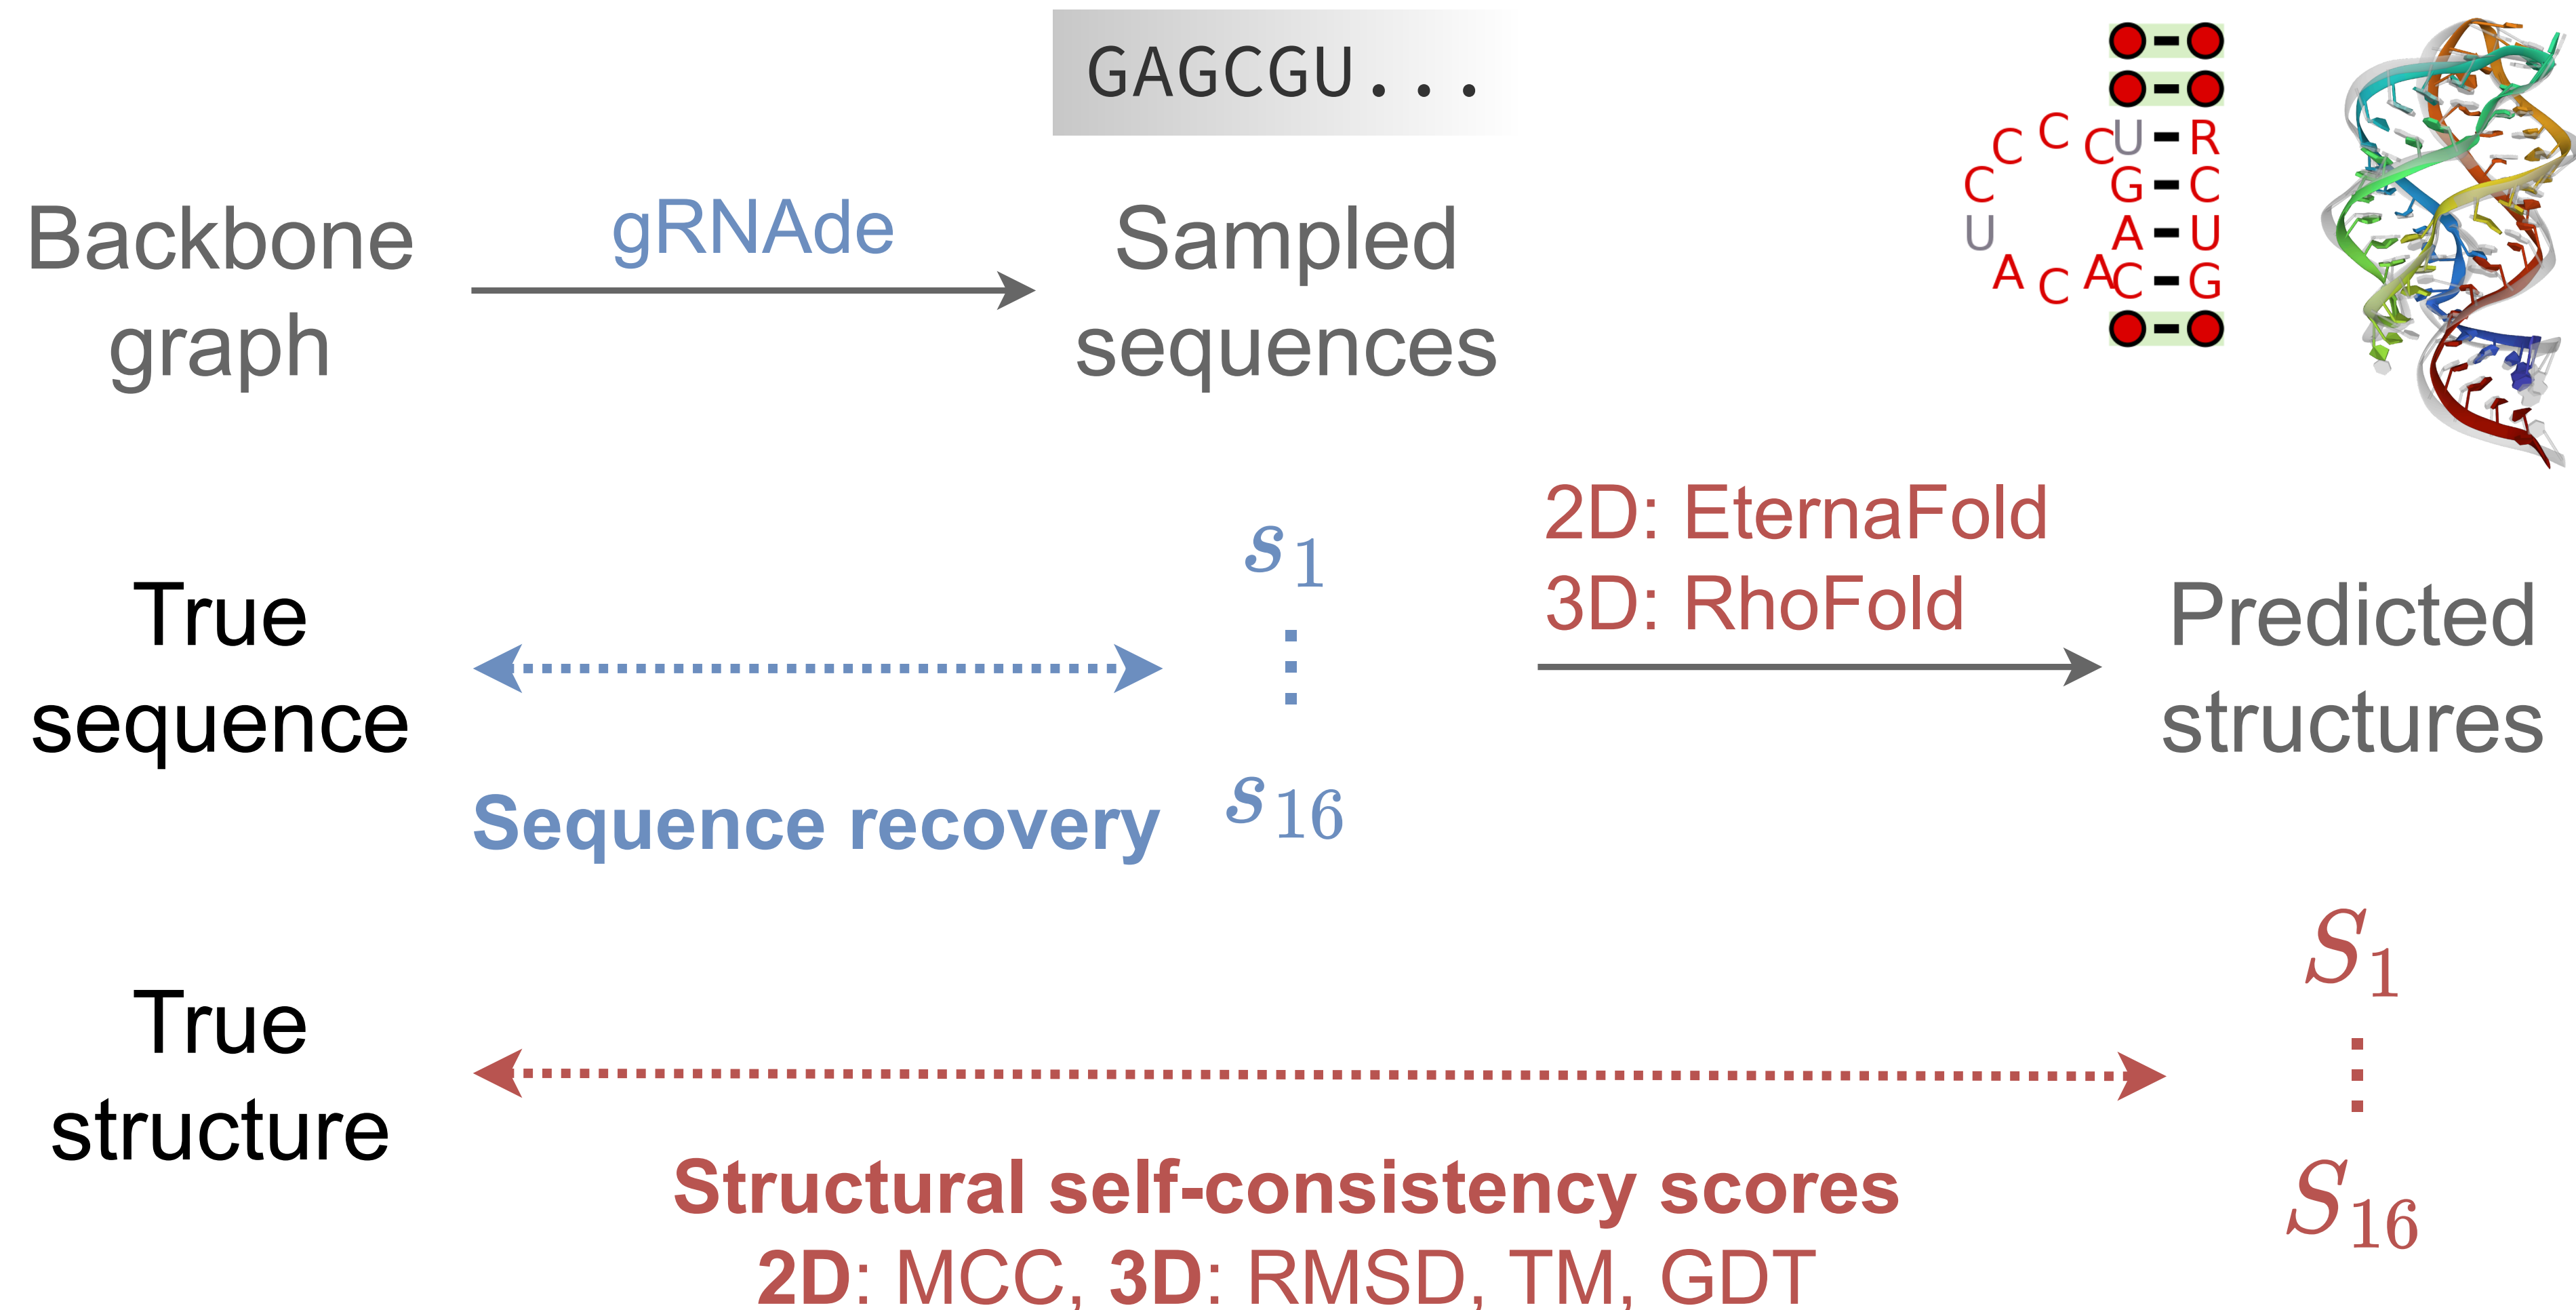 GAGCGU...
Backbone
graph
gRNAde
Sampled
sequences
C C C C U - R
C G - C
U A - U
A C A C - G
True
sequence
Sequence recovery
s1
⋮
s16
2D: EternaFold
3D: RhoFold
Predicted
structures
True
structure
S1
⋮
S16
Structural self-consistency scores
2D: MCC, 3D: RMSD, TM, GDT